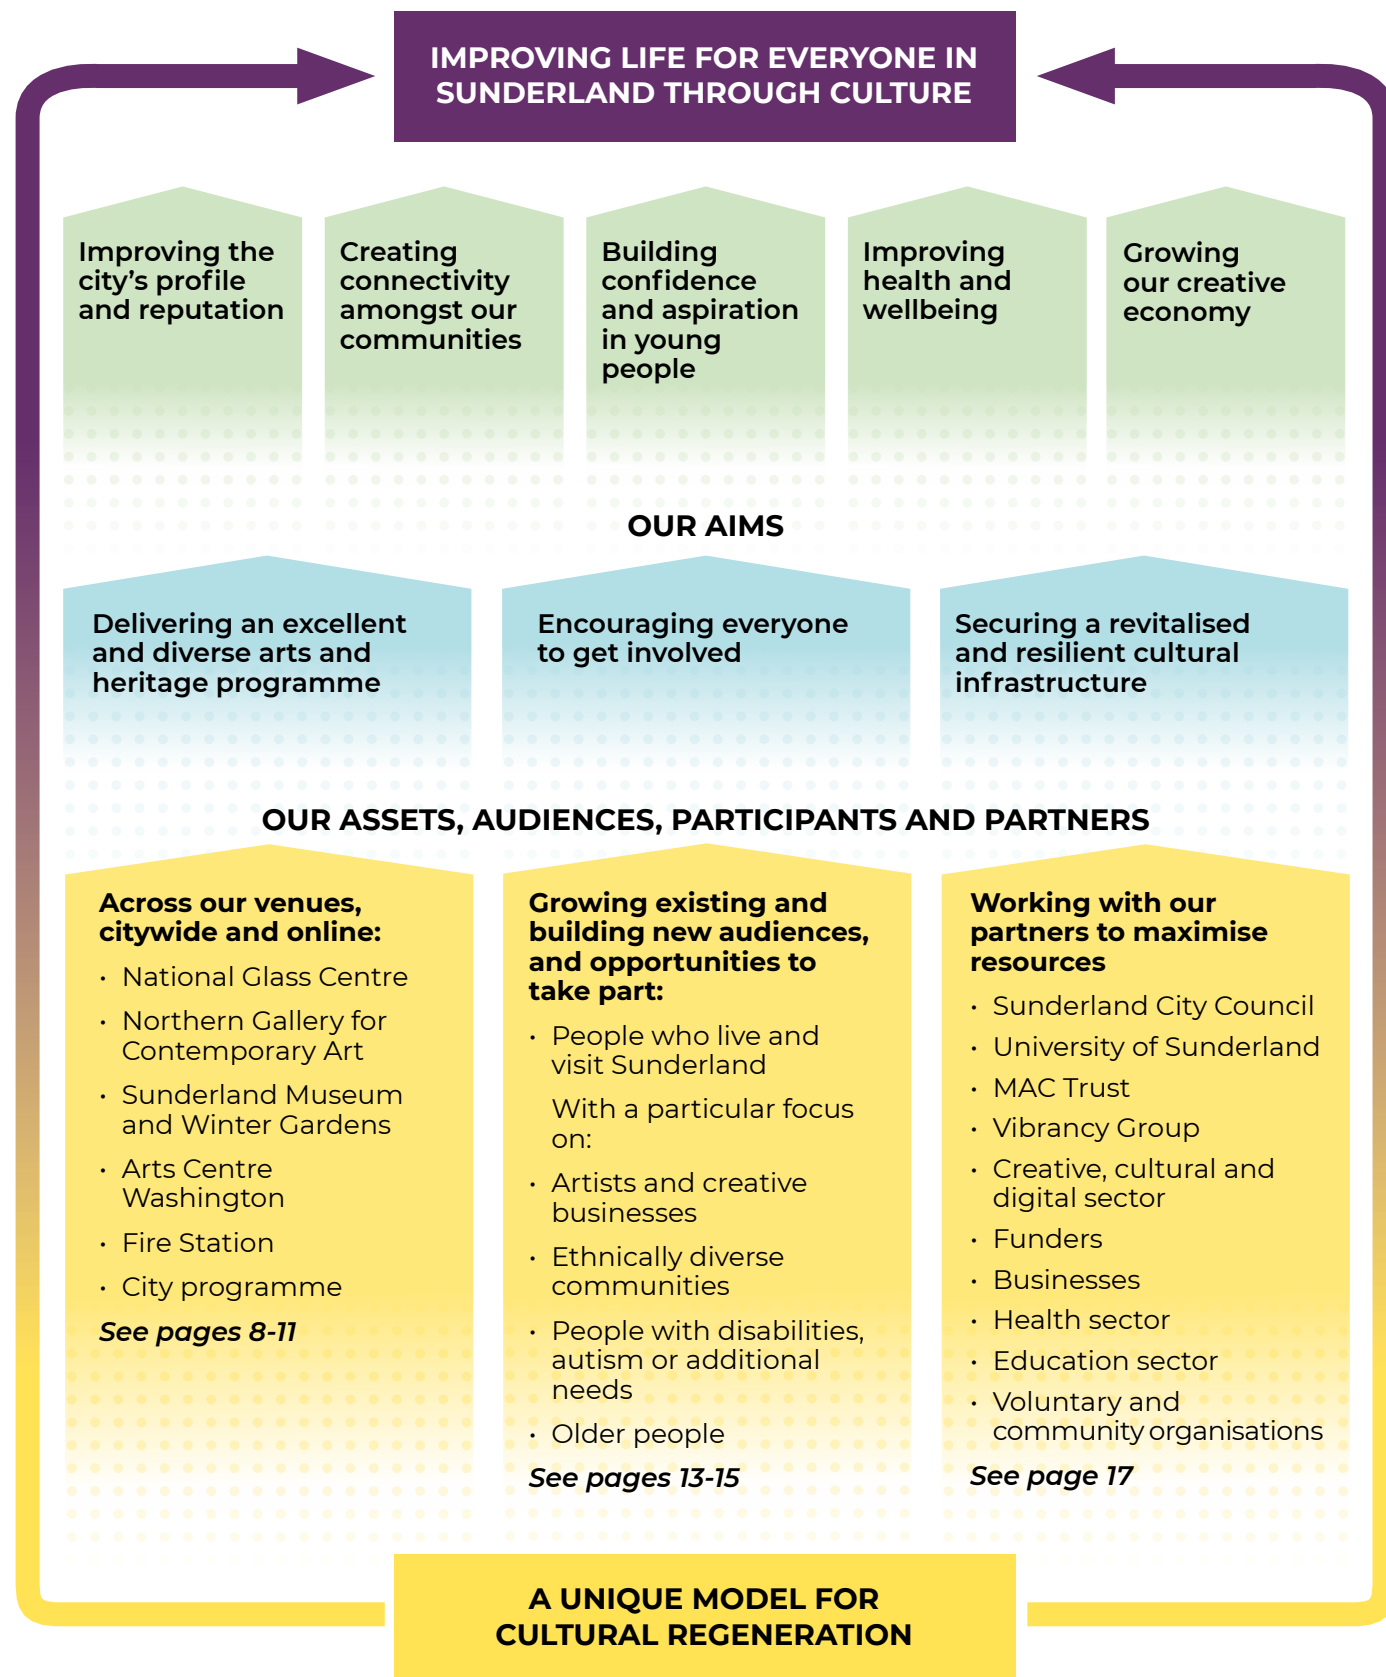 IMPROVING LIFE FOR EVERYONE IN
SUNDERLAND THROUGH CULTURE
Improving the
city's profile
and reputation
Creating
connectivity
amongst our
communities
Building
confidence
and aspiration
in young
people
Improving
health and
wellbeing
Growing
our creative
economy
OUR AIMS
Delivering an excellent
and diverse arts and
heritage programme
Encouraging everyone
to get involved
Securing a revitalised
and resilient cultural
infrastructure
OUR ASSETS, AUDIENCES, PARTICIPANTS AND PARTNERS
Across our venues,
citywide and online:
• National Glass Centre
• Northern Gallery for
Contemporary Art
• Sunderland Museum
and Winter Gardens
• Arts Centre
Washington
• Fire Station
• City programme
See pages 8-11
Growing existing and
building new audiences,
and opportunities to
take part:
• People who live and
visit Sunderland
With a particular focus
on:
• Artists and creative
businesses
• Ethnically diverse
communities
• People with disabilities,
autism or additional
needs
• Older people
See pages 13-15
Working with our
partners to maximise
resources
• Sunderland City Council
• University of Sunderland
• MAC Trust
• Vibrancy Group
• Creative, cultural and
digital sector
• Funders
• Businesses
• Health sector
• Education sector
• Voluntary and
community organisations
See page 17
A UNIQUE MODEL FOR
CULTURAL REGENERATION